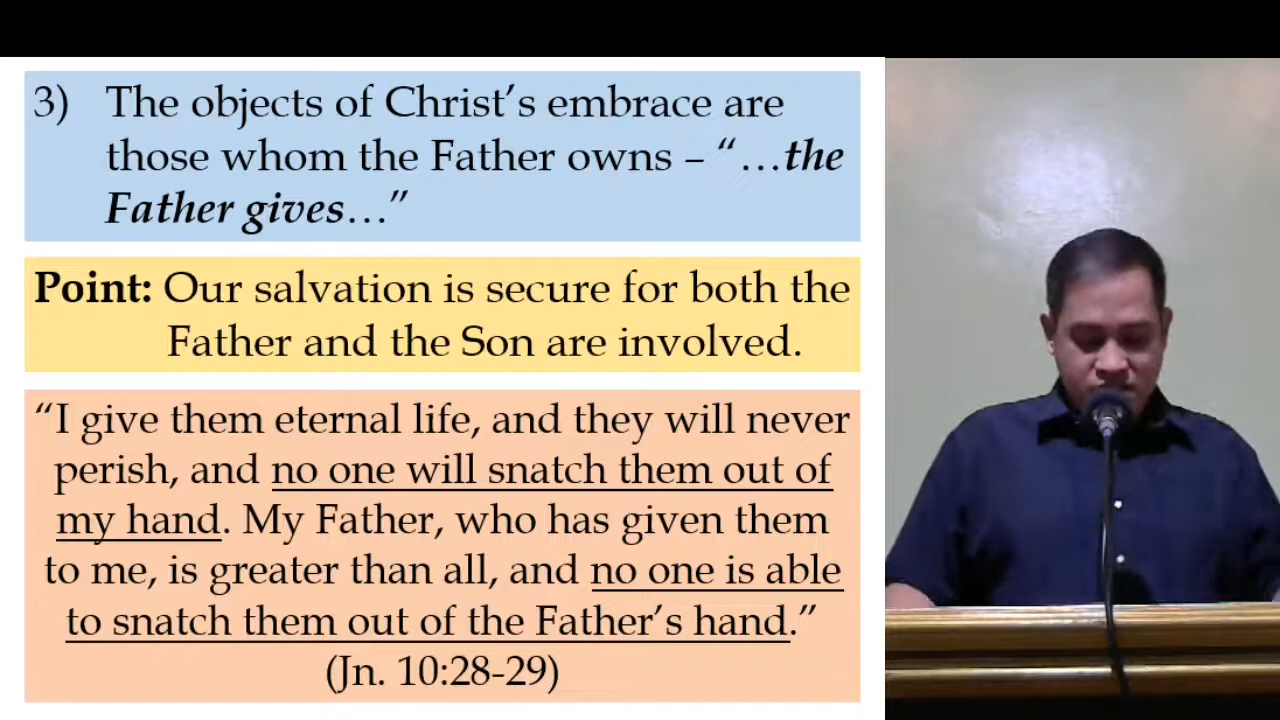 3) The objects of Christ's embrace are
those whom the Father owns – “…the
Father gives…”
Point: Our salvation is secure for both the
Father and the Son are involved.
“I give them eternal life, and they will never
perish, and no one will snatch them out of
my hand. My Father, who has given them
to me, is greater than all, and no one is able
to snatch them out of the Father’s hand.”
(Jn. 10:28-29)